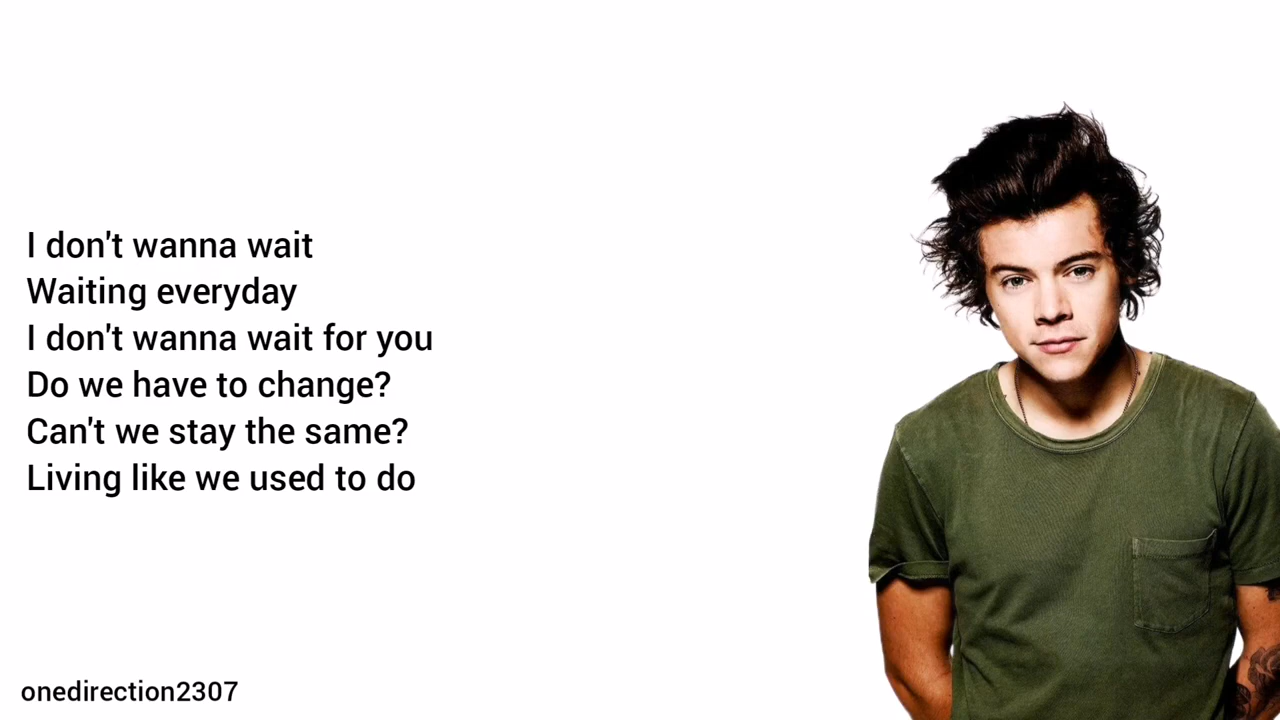 I don't wanna wait
Waiting everyday
I don't wanna wait for you
Do we have to change?
Can't we stay the same?
Living like we used to do
onedirection2307